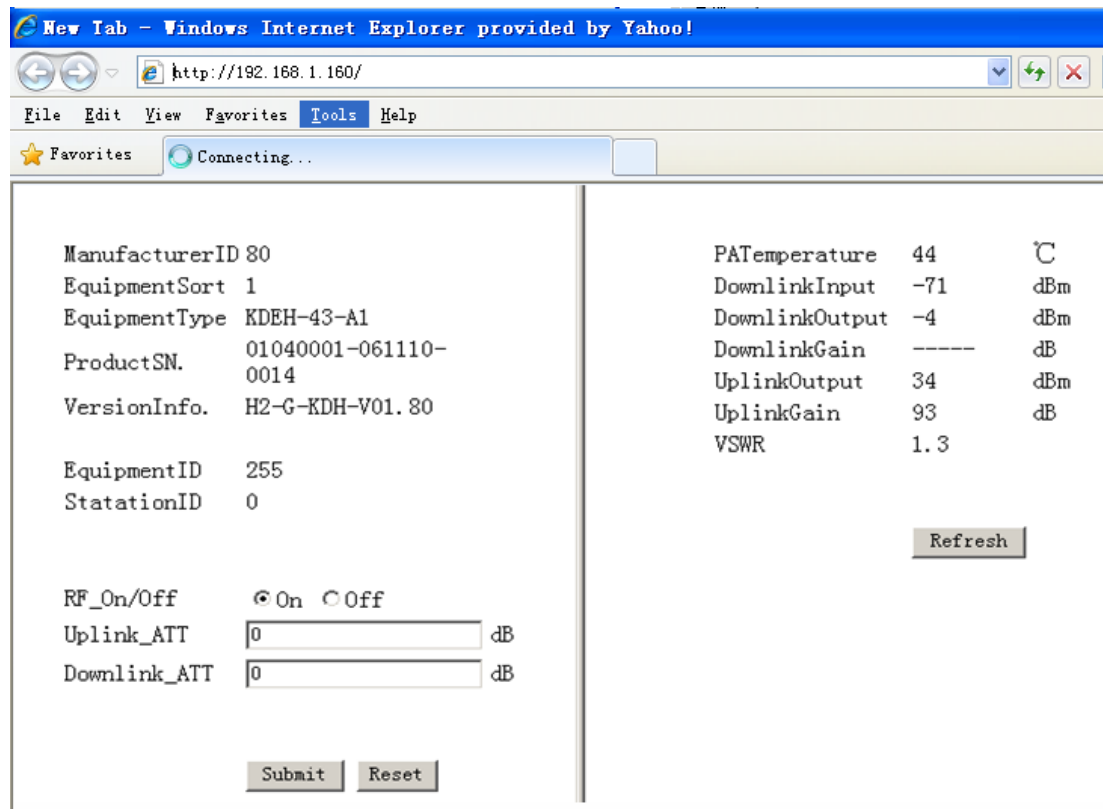 New Tab - Windows Internet Explorer provided by Yahoo!
http://192.168.1.160/
File Edit View Favorites Tools Help
Favorites Connecting...
ManufacturerID 80
EquipmentSort 1
EquipmentType KDEH-43-A1
ProductSN. 01040001-061110-
0014
VersionInfo. H2-G-KDH-V01.80
EquipmentID 255
StatationID 0
RF_On/Off On Off
Uplink_ATT 0 dB
Downlink_ATT 0 dB
Submit Reset
PATemperature 44 ℃
DownlinkInput -71 dBm
DownlinkOutput -4 dBm
DownlinkGain ----- dB
UplinkOutput 34 dBm
UplinkGain 93 dB
VSWR 1.3
Refresh